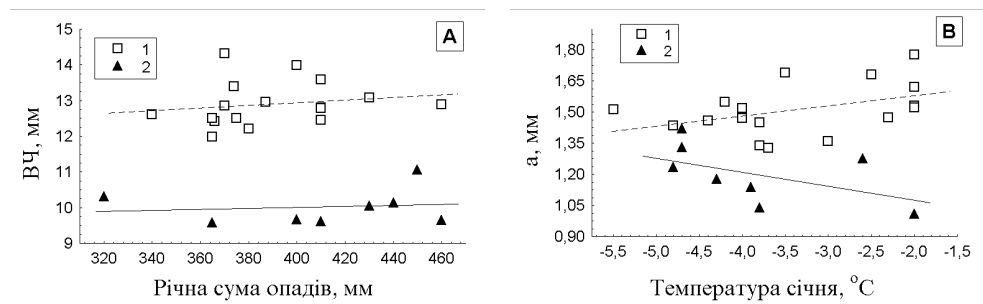 A
1
2
ВЧ, мм
15
14
13
12
11
10
9
320 340 360 380 400 420 440 460
Річна сума опадів, мм
B
1
2
а, мм
1,80
1,65
1,50
1,35
1,20
1,05
0,90
-5,5 -5,0 -4,5 -4,0 -3,5 -3,0 -2,5 -2,0 -1,5
Температура січня, °C